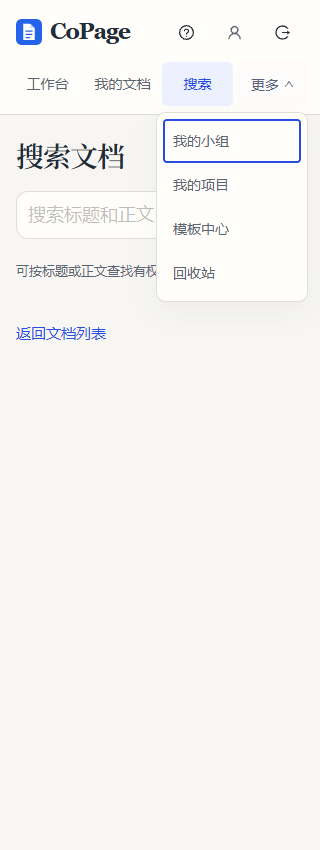 CoPage
工作台 我的文档 搜索 更多
我的小组
我的项目
模板中心
回收站
搜索文档
搜索标题和正文
可按标题或正文查找有
返回文档列表